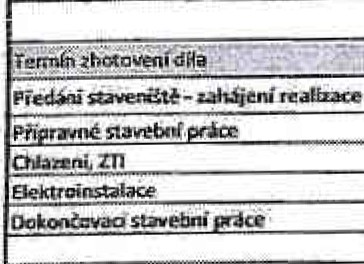 Termín zhotovení díla
Předání staveniště - zahájení realizace
Přípravné stavební práce
Chlazení, ZTI
Elektroinstalace
Dokončovací stavební práce